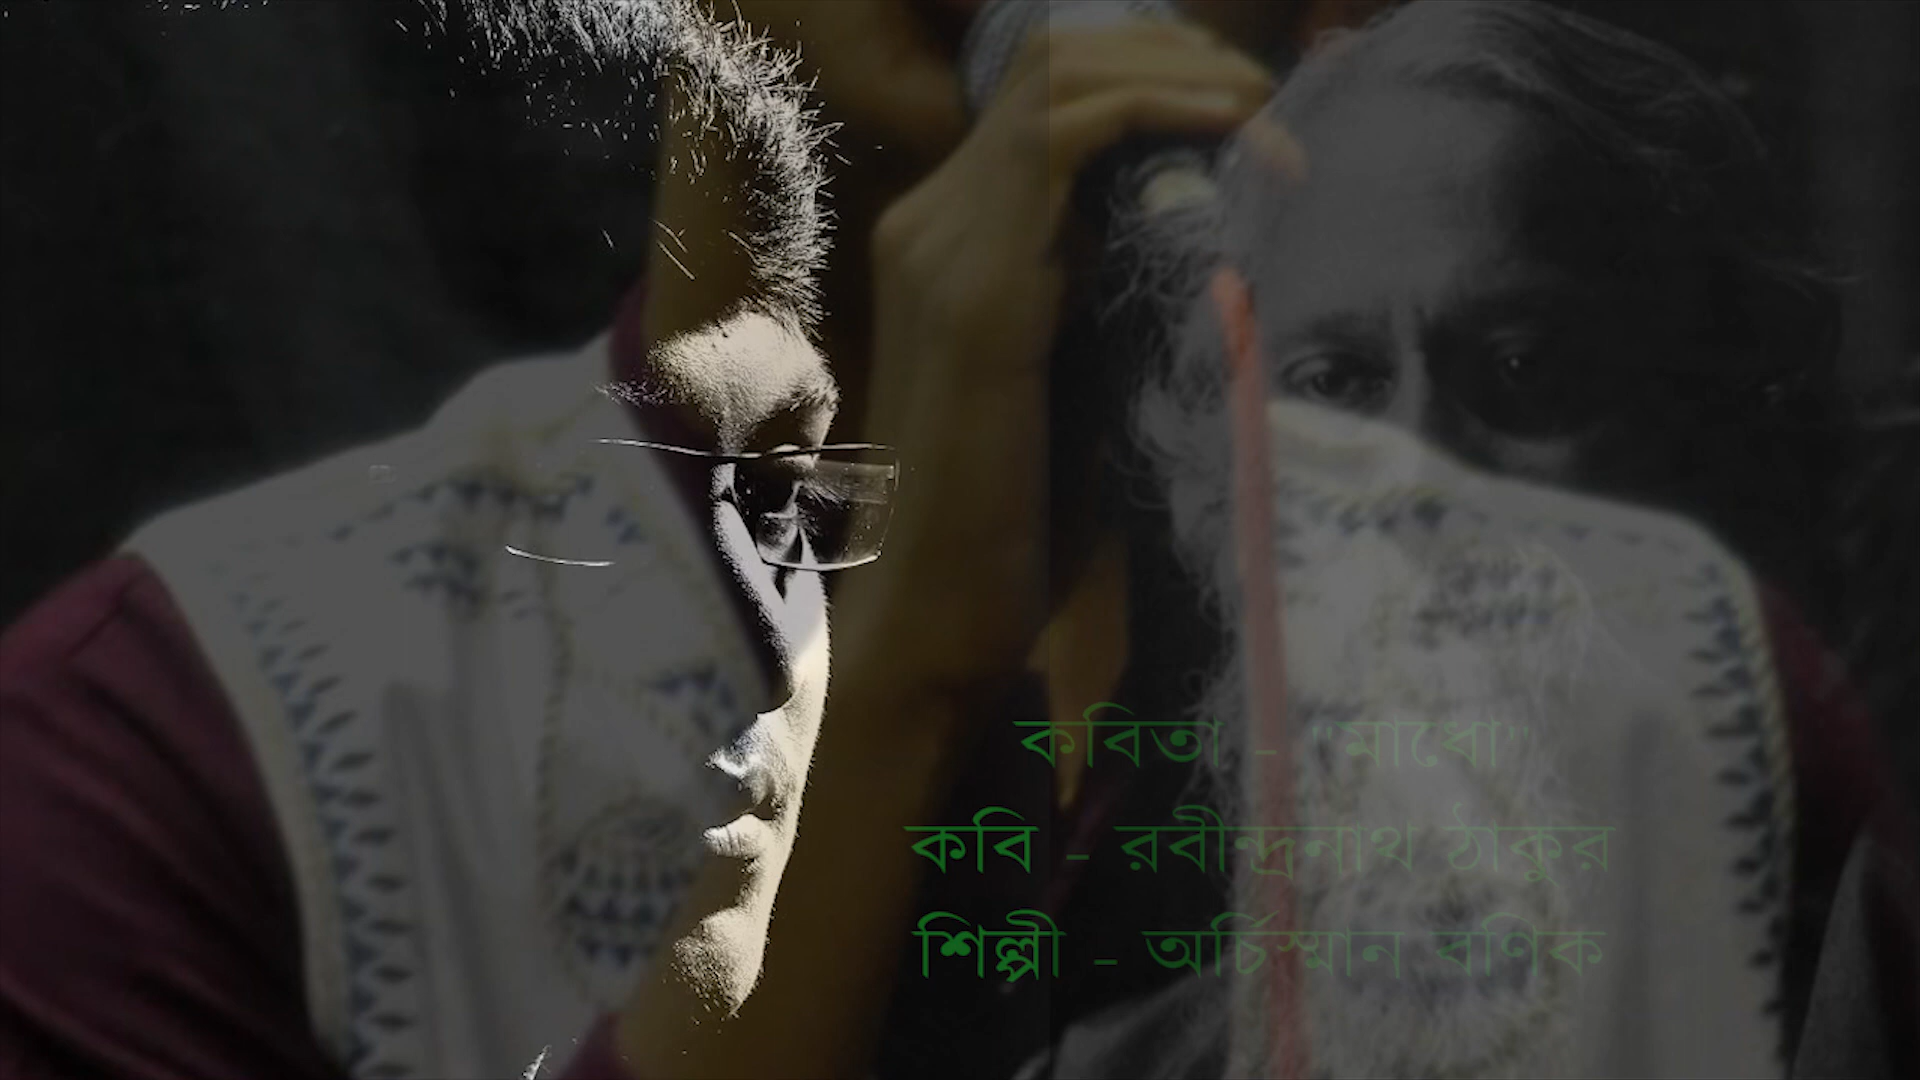 কবিতা - "মাধো"
কবি - রবীন্দ্রনাথ ঠাকুর
শিল্পী - অর্চিস্মান বণিক